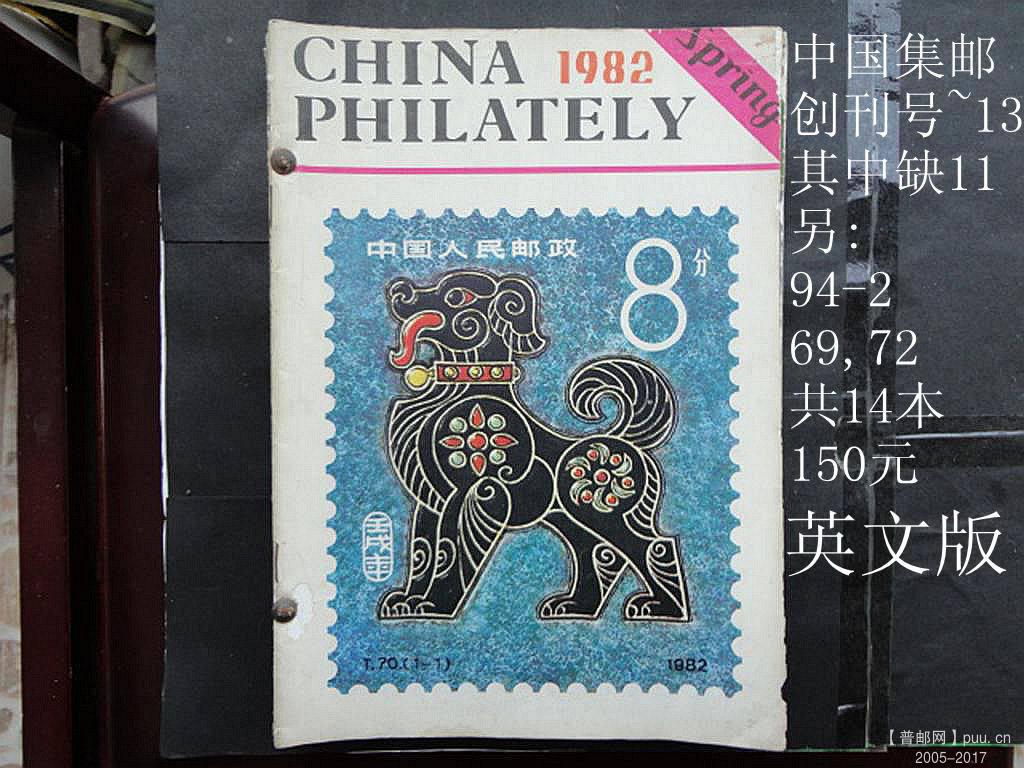 CHINA 1982
PHILATELY
Spring
中国人民邮政
8分
壬戌年
T.70.(1-1)
1982
中国集邮
创刊号~13
其中缺11
另:
94-2
69,72
共14本
150元
英文版
【普邮网】puu.cn
2005-2017